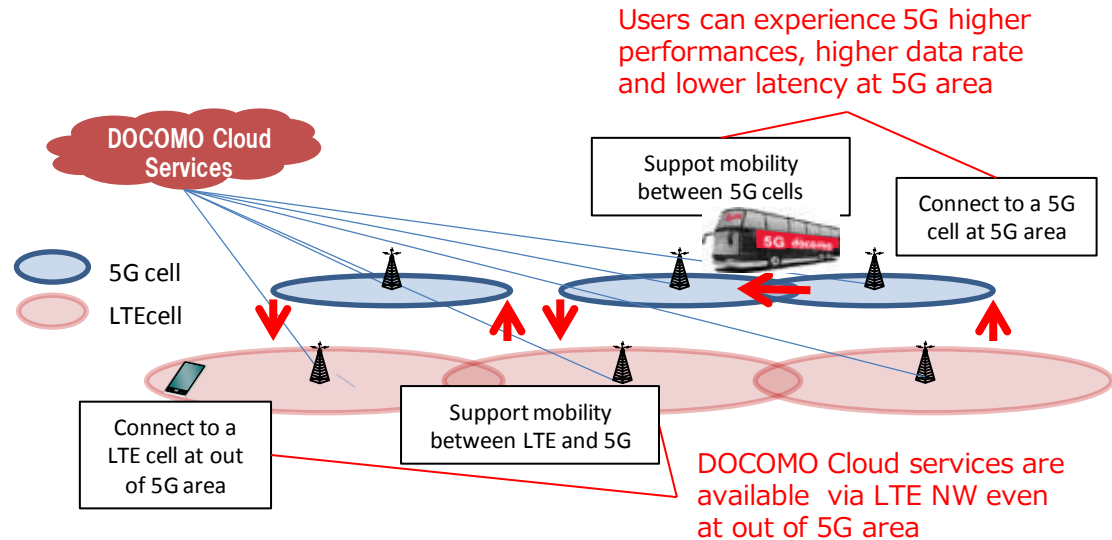 Users can experience 5G higher
performances, higher data rate
and lower latency at 5G area
DOCOMO Cloud
Services
Suppot mobility
between 5G cells
Connect to a 5G
cell at 5G area
5G docomo
5G cell
LTEcell
Connect to a
LTE cell at out
of 5G area
Support mobility
between LTE and 5G
DOCOMO Cloud services are
available via LTE NW even
at out of 5G area